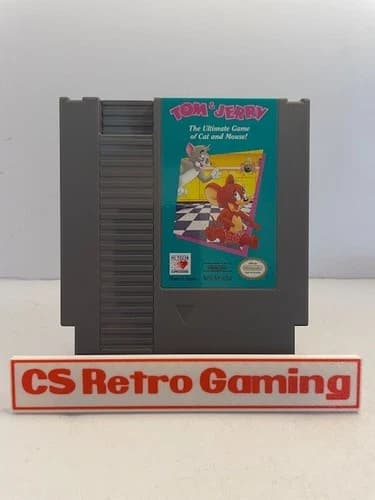 TOM & JERRY
The Ultimate Game
of Cat and Mouse!
CS Retro Gaming